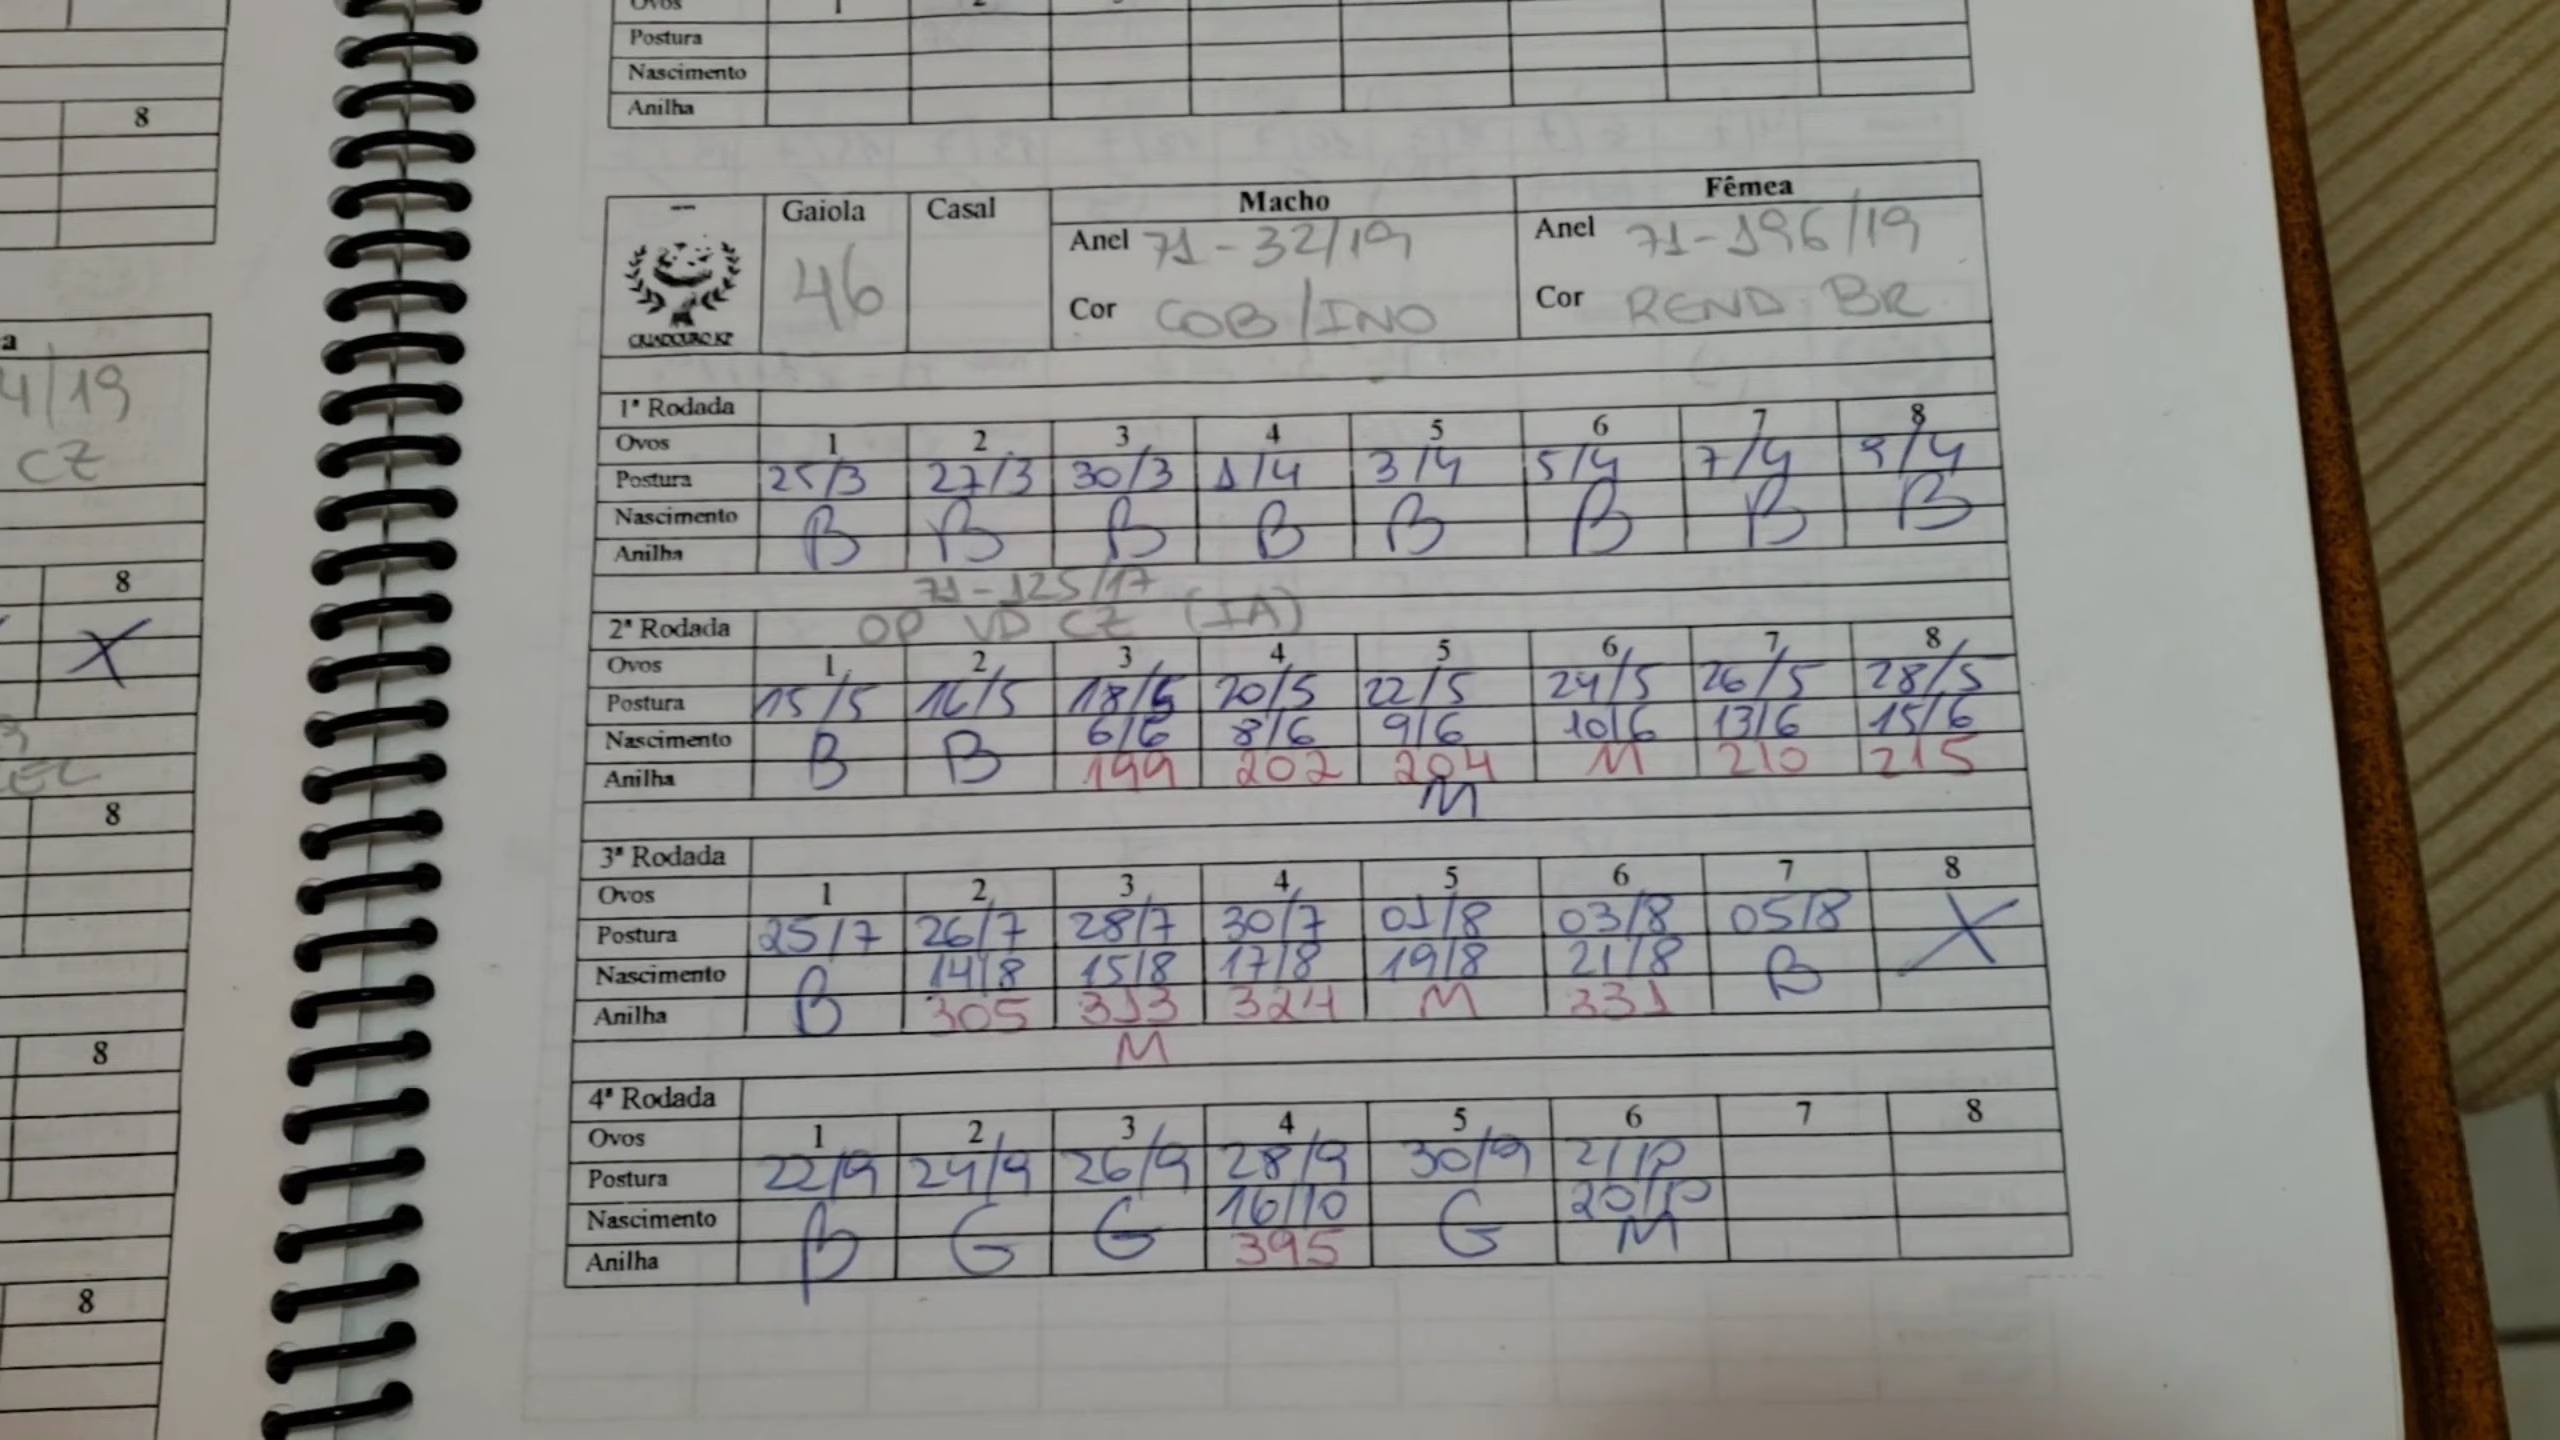 Ovos 1 2
Postura
Nascimento
Anilha
8
Gaiola Casal Macho Fêmea
46
Anel 71-32/19 Anel 71-196/19
Cor COB/INO Cor REND. BR
CRIADOURO KP
a
4/19
CZ
1ª Rodada
Ovos 1 2 3 4 5 6 7 8
Postura 25/3 27/3 30/3 1/4 3/4 5/4 7/4 9/4
Nascimento B B B B B B B B
Anilha
8
X
71-125/17
2ª Rodada OP VD CZ (IA)
Ovos 1 2 3 4 5 6 7 8
Postura 15/5 16/5 18/5 20/5 22/5 24/5 26/5 28/5
Nascimento B B 6/6 8/6 9/6 10/6 13/6 15/6
Anilha 199 202 204 M 210 215
M
8
3ª Rodada
Ovos 1 2 3 4 5 6 7 8
Postura 25/7 26/7 28/7 30/7 01/8 03/8 05/8 X
Nascimento B 14/8 15/8 17/8 19/8 21/8 B
Anilha 305 313 324 M 331
M
8
4ª Rodada
Ovos 1 2 3 4 5 6 7 8
Postura 22/9 24/9 26/9 28/9 30/9 2/10
Nascimento B G G 16/10 G 20/10
Anilha 395 M
8